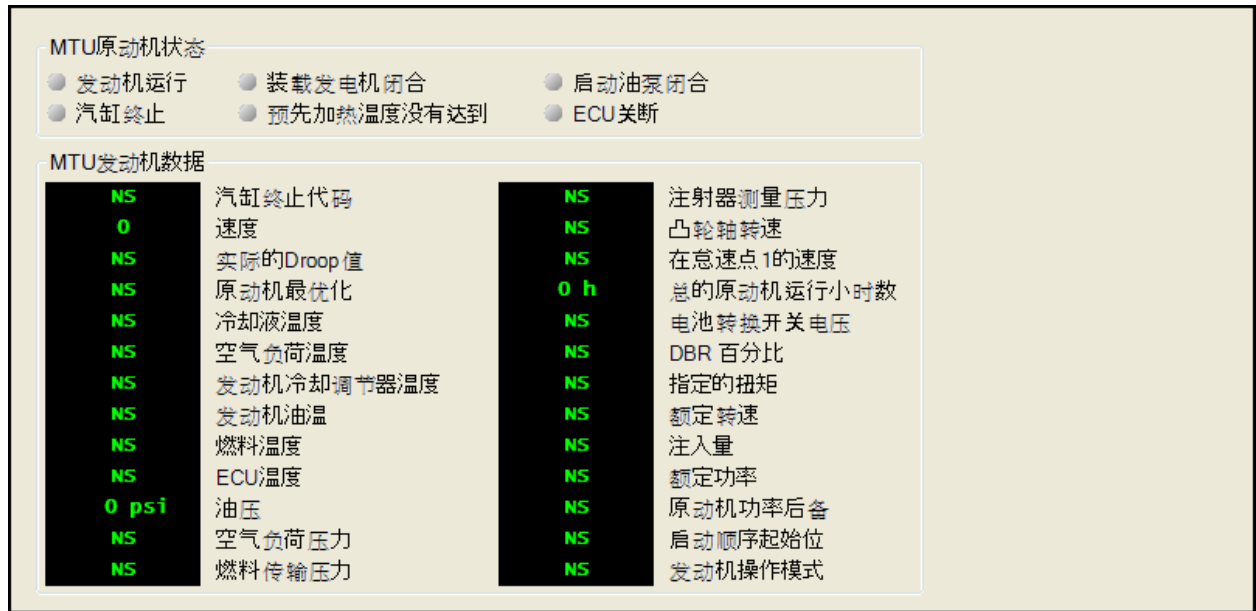 MTU原动机状态
发动机运行 装载发电机闭合 启动油泵闭合
汽缸终止 预先加热温度没有达到 ECU关断
MTU发动机数据
NS 汽缸终止代码 NS 注射器测量压力
0 速度 NS 凸轮轴转速
NS 实际的Droop值 NS 在怠速点1的速度
NS 原动机最优化 0 h 总的原动机运行小时数
NS 冷却液温度 NS 电池转换开关电压
NS 空气负荷温度 NS DBR 百分比
NS 发动机冷却调节器温度 NS 指定的扭矩
NS 发动机油温 NS 额定转速
NS 燃料温度 NS 注入量
NS ECU温度 NS 额定功率
0 psi 油压 NS 原动机功率后备
NS 空气负荷压力 NS 启动顺序起始位
NS 燃料传输压力 NS 发动机操作模式